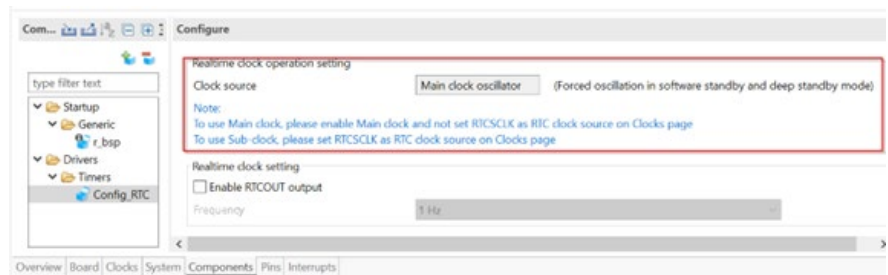 Com...
Configure
type filter text
Startup
Generic
r_bsp
Drivers
Timers
Config_RTC
Realtime clock operation setting
Clock source Main clock oscillator (Forced oscillation in software standby and deep standby mode)
Note:
To use Main clock, please enable Main clock and not set RTCSCLK as RTC clock source on Clocks page
To use Sub-clock, please set RTCSCLK as RTC clock source on Clocks page
Realtime clock setting
Enable RTCOUT output
Frequency 1 Hz
Overview Board Clocks System Components Pins Interrupts